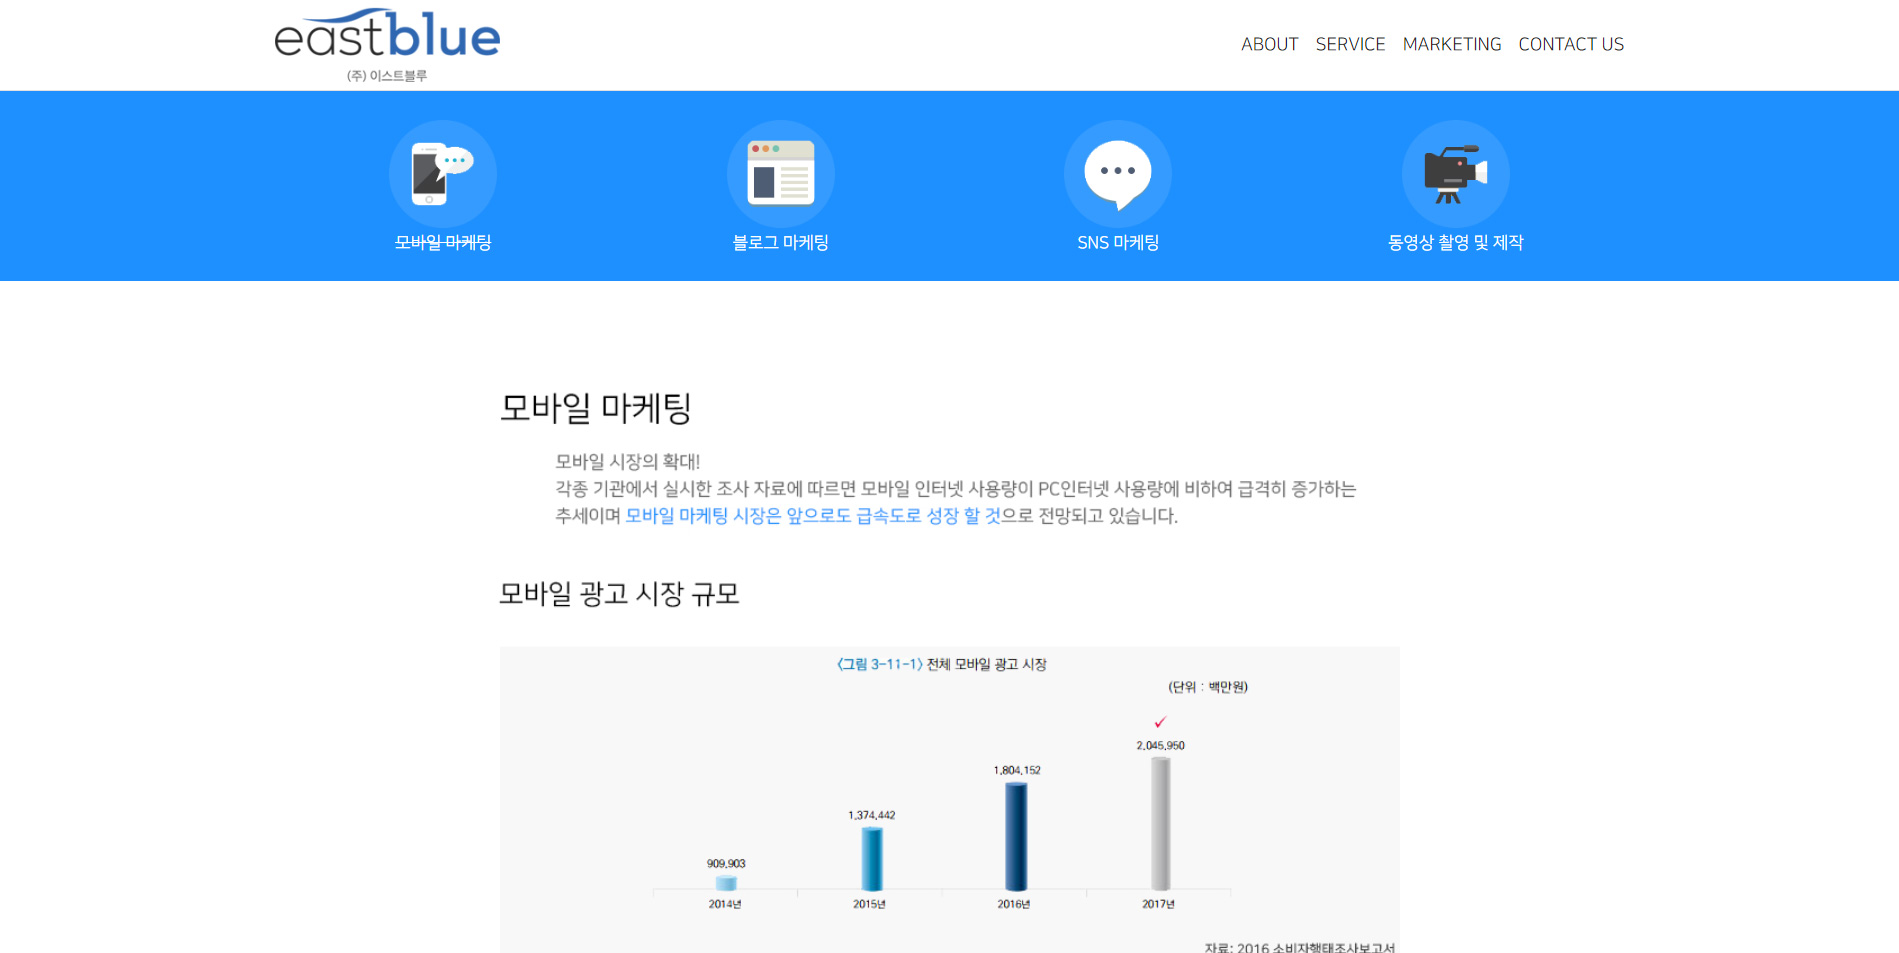 eastblue
(주) 이스트블루
ABOUT SERVICE MARKETING CONTACT US
모바일 마케팅
블로그 마케팅
SNS 마케팅
동영상 촬영 및 제작
모바일 마케팅
모바일 시장의 확대!
각종 기관에서 실시한 조사 자료에 따르면 모바일 인터넷 사용량이 PC인터넷 사용량에 비하여 급격히 증가하는
추세이며 모바일 마케팅 시장은 앞으로도 급속도로 성장 할 것으로 전망되고 있습니다.
모바일 광고 시장 규모
〈그림 3-11-1〉 전체 모바일 광고 시장
(단위 : 백만원)
2,045,950
1,804,152
1,374,442
909,903
2014년 2015년 2016년 2017년
자료: 2016 소비자행태조사보고서